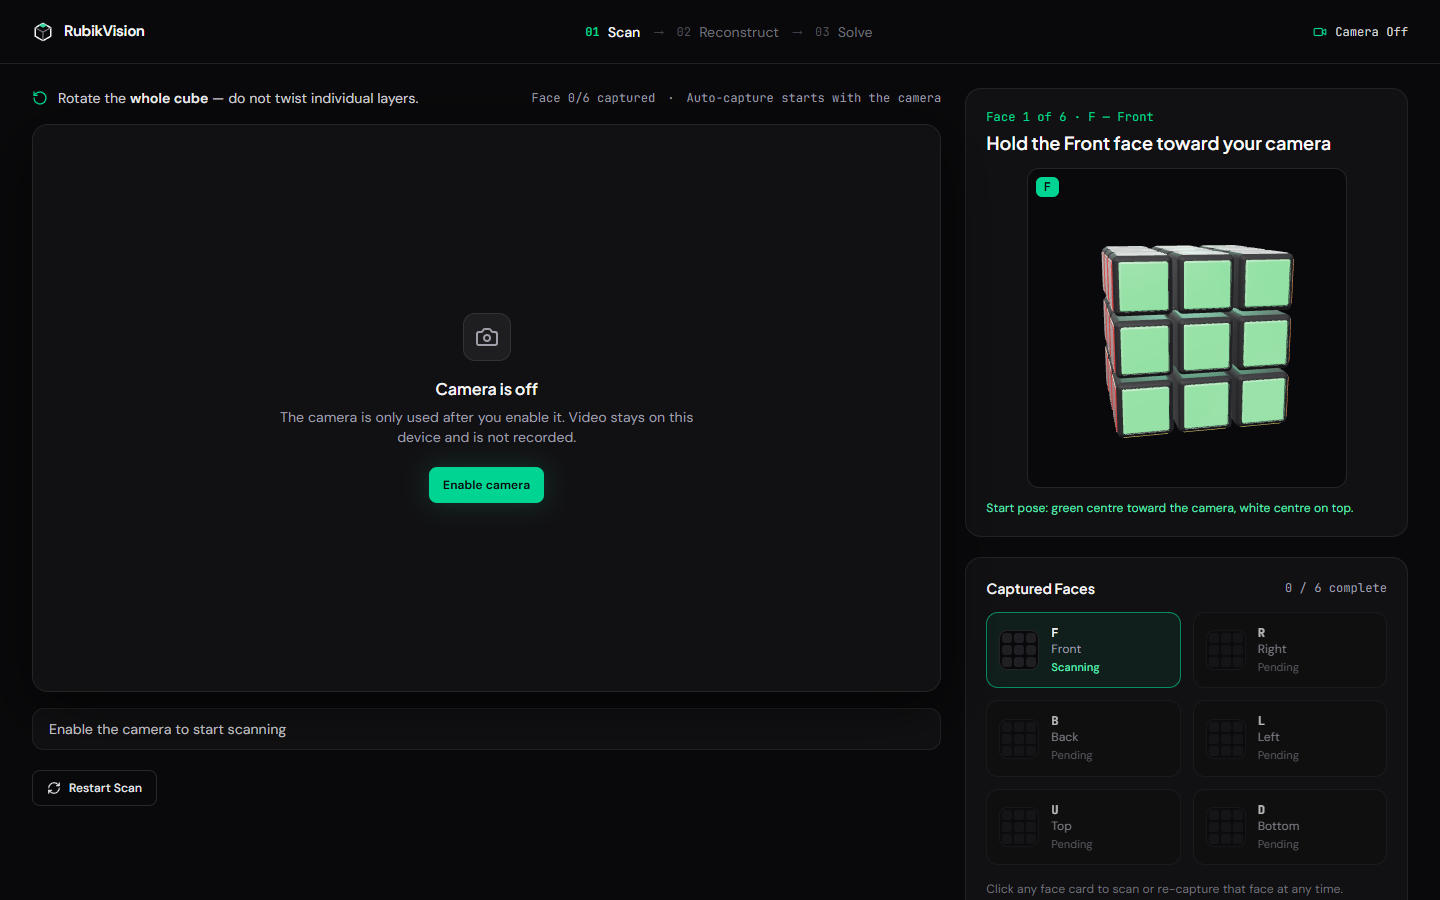 RubikVision
01 Scan → 02 Reconstruct → 03 Solve
Camera Off
Rotate the whole cube — do not twist individual layers.
Face 0/6 captured · Auto-capture starts with the camera
Camera is off
The camera is only used after you enable it. Video stays on this
device and is not recorded.
Enable camera
Enable the camera to start scanning
Restart Scan
Face 1 of 6 · F — Front
Hold the Front face toward your camera
F
Start pose: green centre toward the camera, white centre on top.
Captured Faces
0 / 6 complete
F
Front
Scanning
R
Right
Pending
B
Back
Pending
L
Left
Pending
U
Top
Pending
D
Bottom
Pending
Click any face card to scan or re-capture that face at any time.